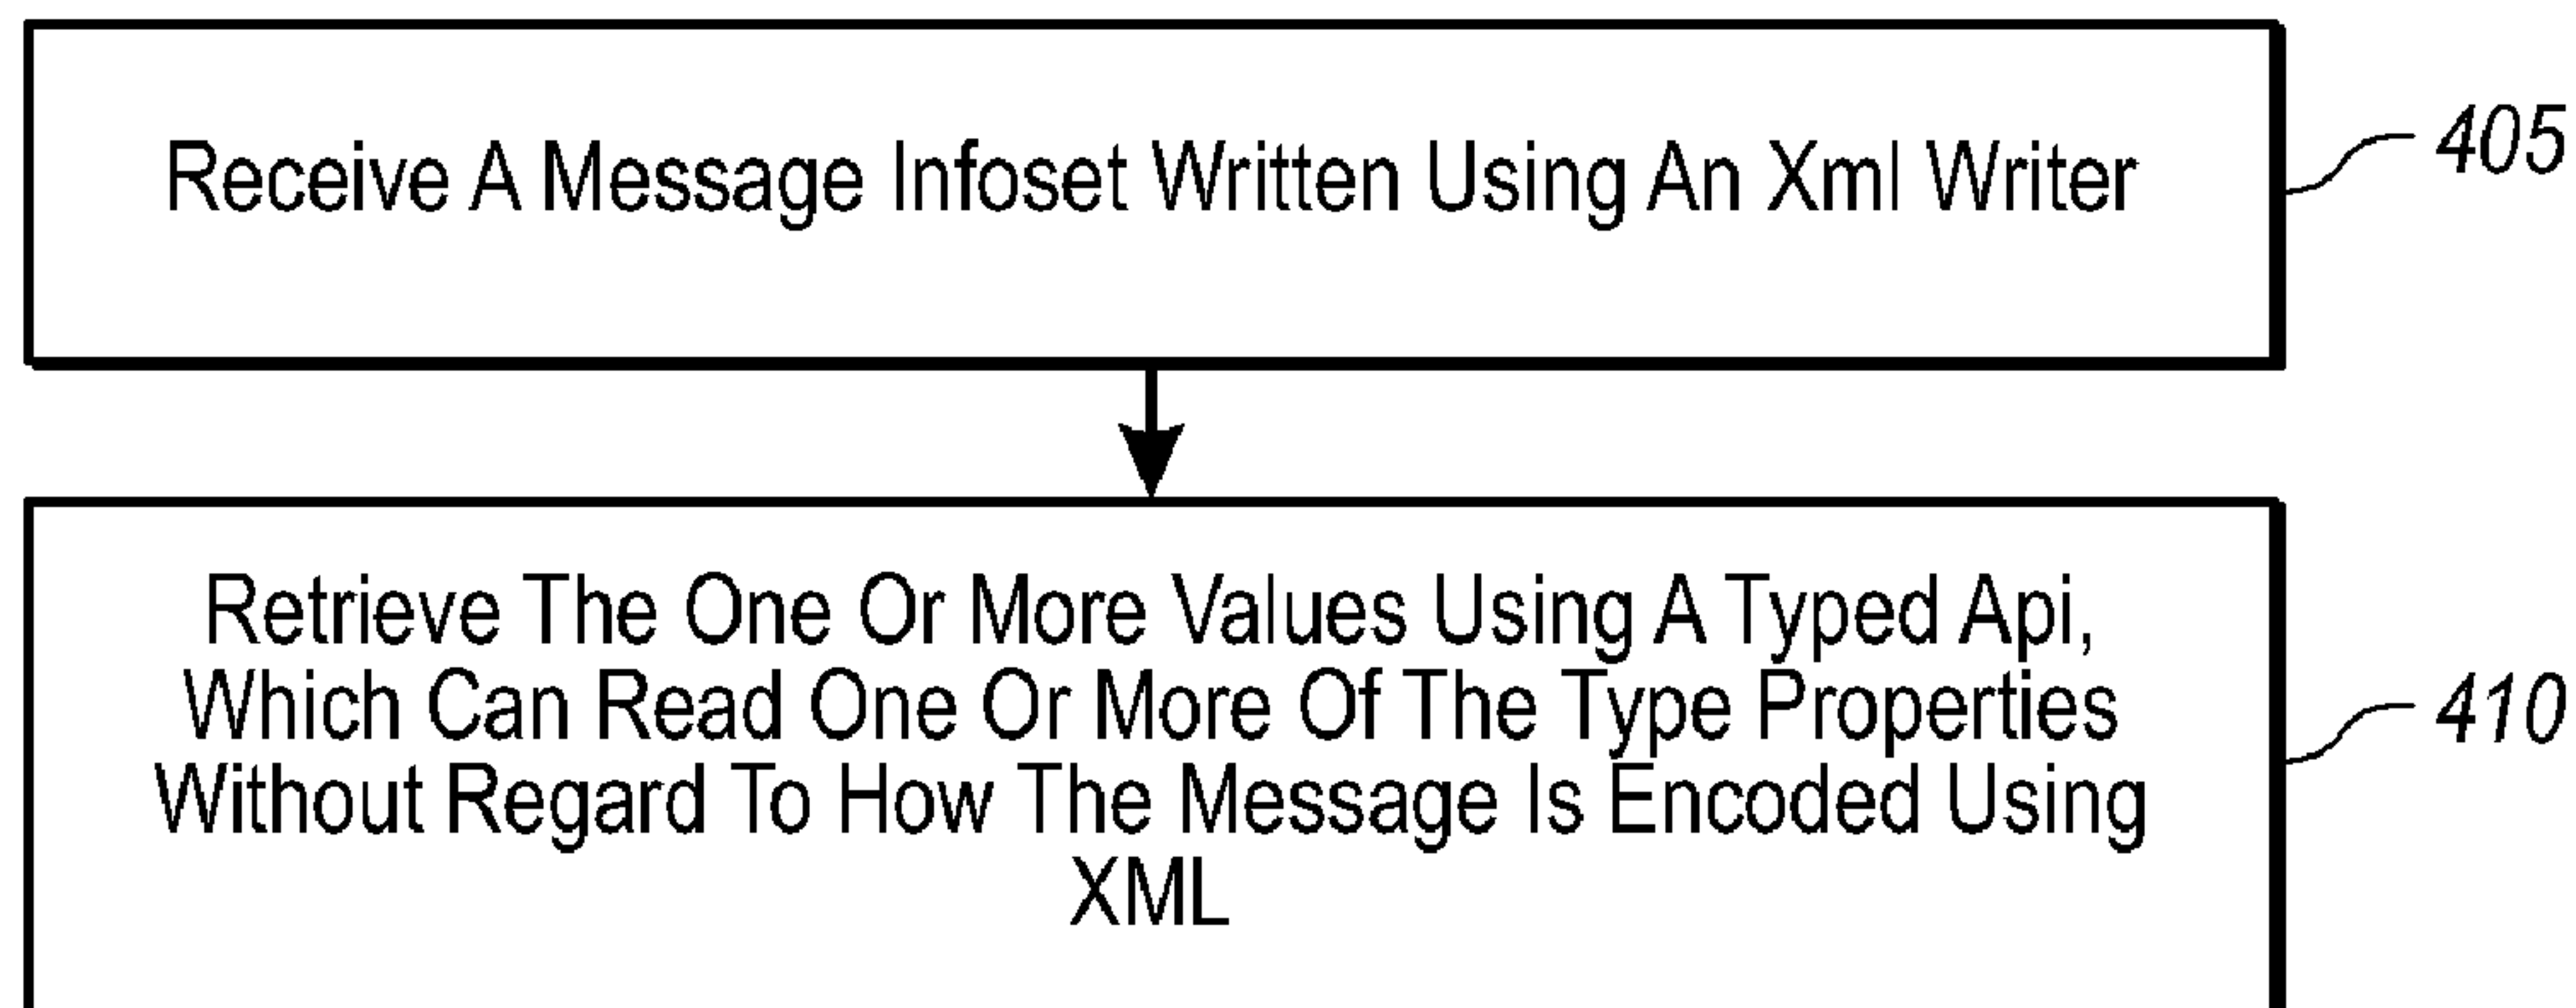 Receive A Message Infoset Written Using An Xml Writer
405
Retrieve The One Or More Values Using A Typed Api,
Which Can Read One Or More Of The Type Properties
Without Regard To How The Message Is Encoded Using
XML
410